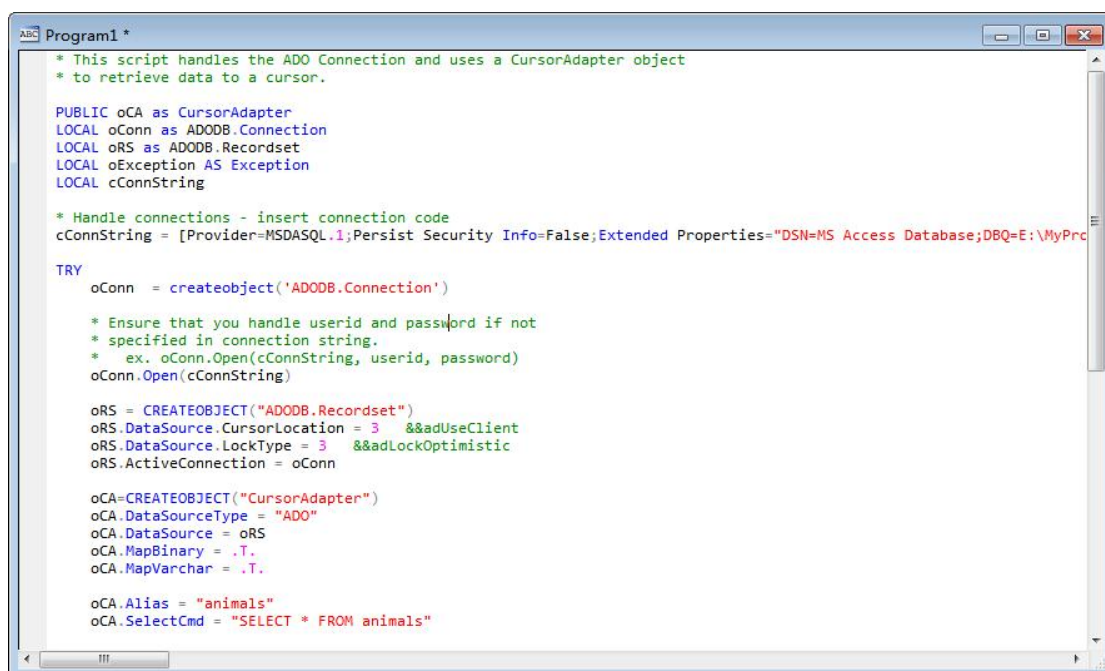 ABC Program1 *
* This script handles the ADO Connection and uses a CursorAdapter object
* to retrieve data to a cursor.
PUBLIC oCA as CursorAdapter
LOCAL oConn as ADODB.Connection
LOCAL oRS as ADODB.Recordset
LOCAL oException AS Exception
LOCAL cConnString
* Handle connections - insert connection code
cConnString = [Provider=MSDASQL.1;Persist Security Info=False;Extended Properties="DSN=MS Access Database;DBQ=E:\MyPrc
TRY
oConn  = createobject('ADODB.Connection')
* Ensure that you handle userid and password if not
* specified in connection string.
*   ex. oConn.Open(cConnString, userid, password)
oConn.Open(cConnString)
oRS = CREATEOBJECT("ADODB.Recordset")
oRS.DataSource.CursorLocation = 3   &&adUseClient
oRS.DataSource.LockType = 3   &&adLockOptimistic
oRS.ActiveConnection = oConn
oCA=CREATEOBJECT("CursorAdapter")
oCA.DataSourceType = "ADO"
oCA.DataSource = oRS
oCA.MapBinary = .T.
oCA.MapVarchar = .T.
oCA.Alias = "animals"
oCA.SelectCmd = "SELECT * FROM animals"